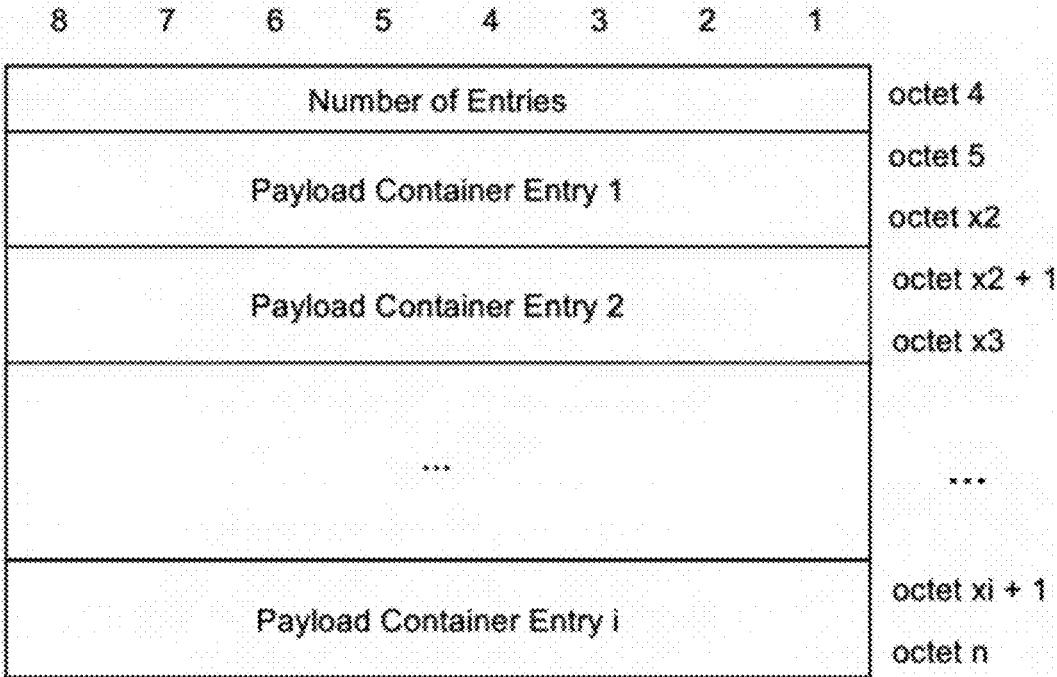 8 7 6 5 4 3 2 1
Number of Entries octet 4
octet 5
Payload Container Entry 1
octet x2
octet x2 + 1
Payload Container Entry 2
octet x3
... ...
octet xi + 1
Payload Container Entry i
octet n